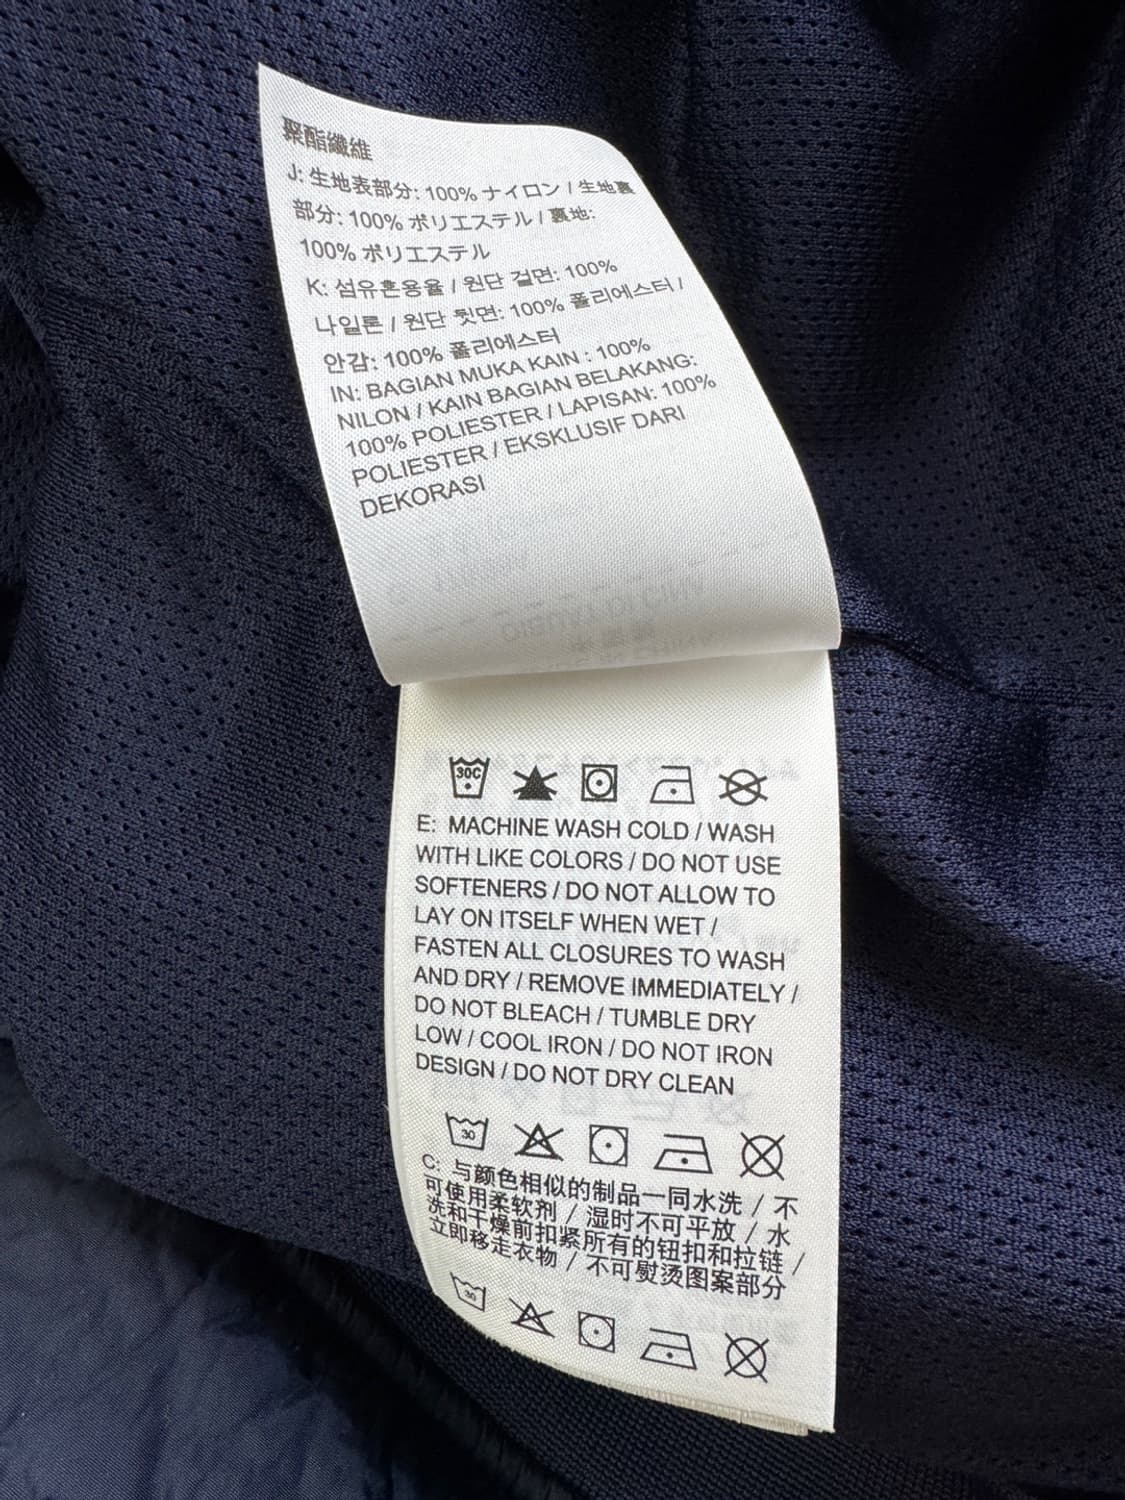 聚酯纖維
J: 生地表部分: 100% ナイロン / 生地裏
部分: 100% ポリエステル / 裏地:
100% ポリエステル
K: 섬유혼용율 / 원단 겉면: 100%
나일론 / 원단 뒷면: 100% 폴리에스터 /
안감: 100% 폴리에스터
IN: BAGIAN MUKA KAIN : 100%
NILON / KAIN BAGIAN BELAKANG:
100% POLIESTER / LAPISAN: 100%
POLIESTER / EKSKLUSIF DARI
DEKORASI
30C
E: MACHINE WASH COLD / WASH
WITH LIKE COLORS / DO NOT USE
SOFTENERS / DO NOT ALLOW TO
LAY ON ITSELF WHEN WET /
FASTEN ALL CLOSURES TO WASH
AND DRY / REMOVE IMMEDIATELY /
DO NOT BLEACH / TUMBLE DRY
LOW / COOL IRON / DO NOT IRON
DESIGN / DO NOT DRY CLEAN
30
C: 与颜色相似的制品一同水洗 / 不
可使用柔软剂 / 湿时不可平放 / 水
洗和干燥前扣紧所有的钮扣和拉链 /
立即移走衣物 / 不可熨烫图案部分
30